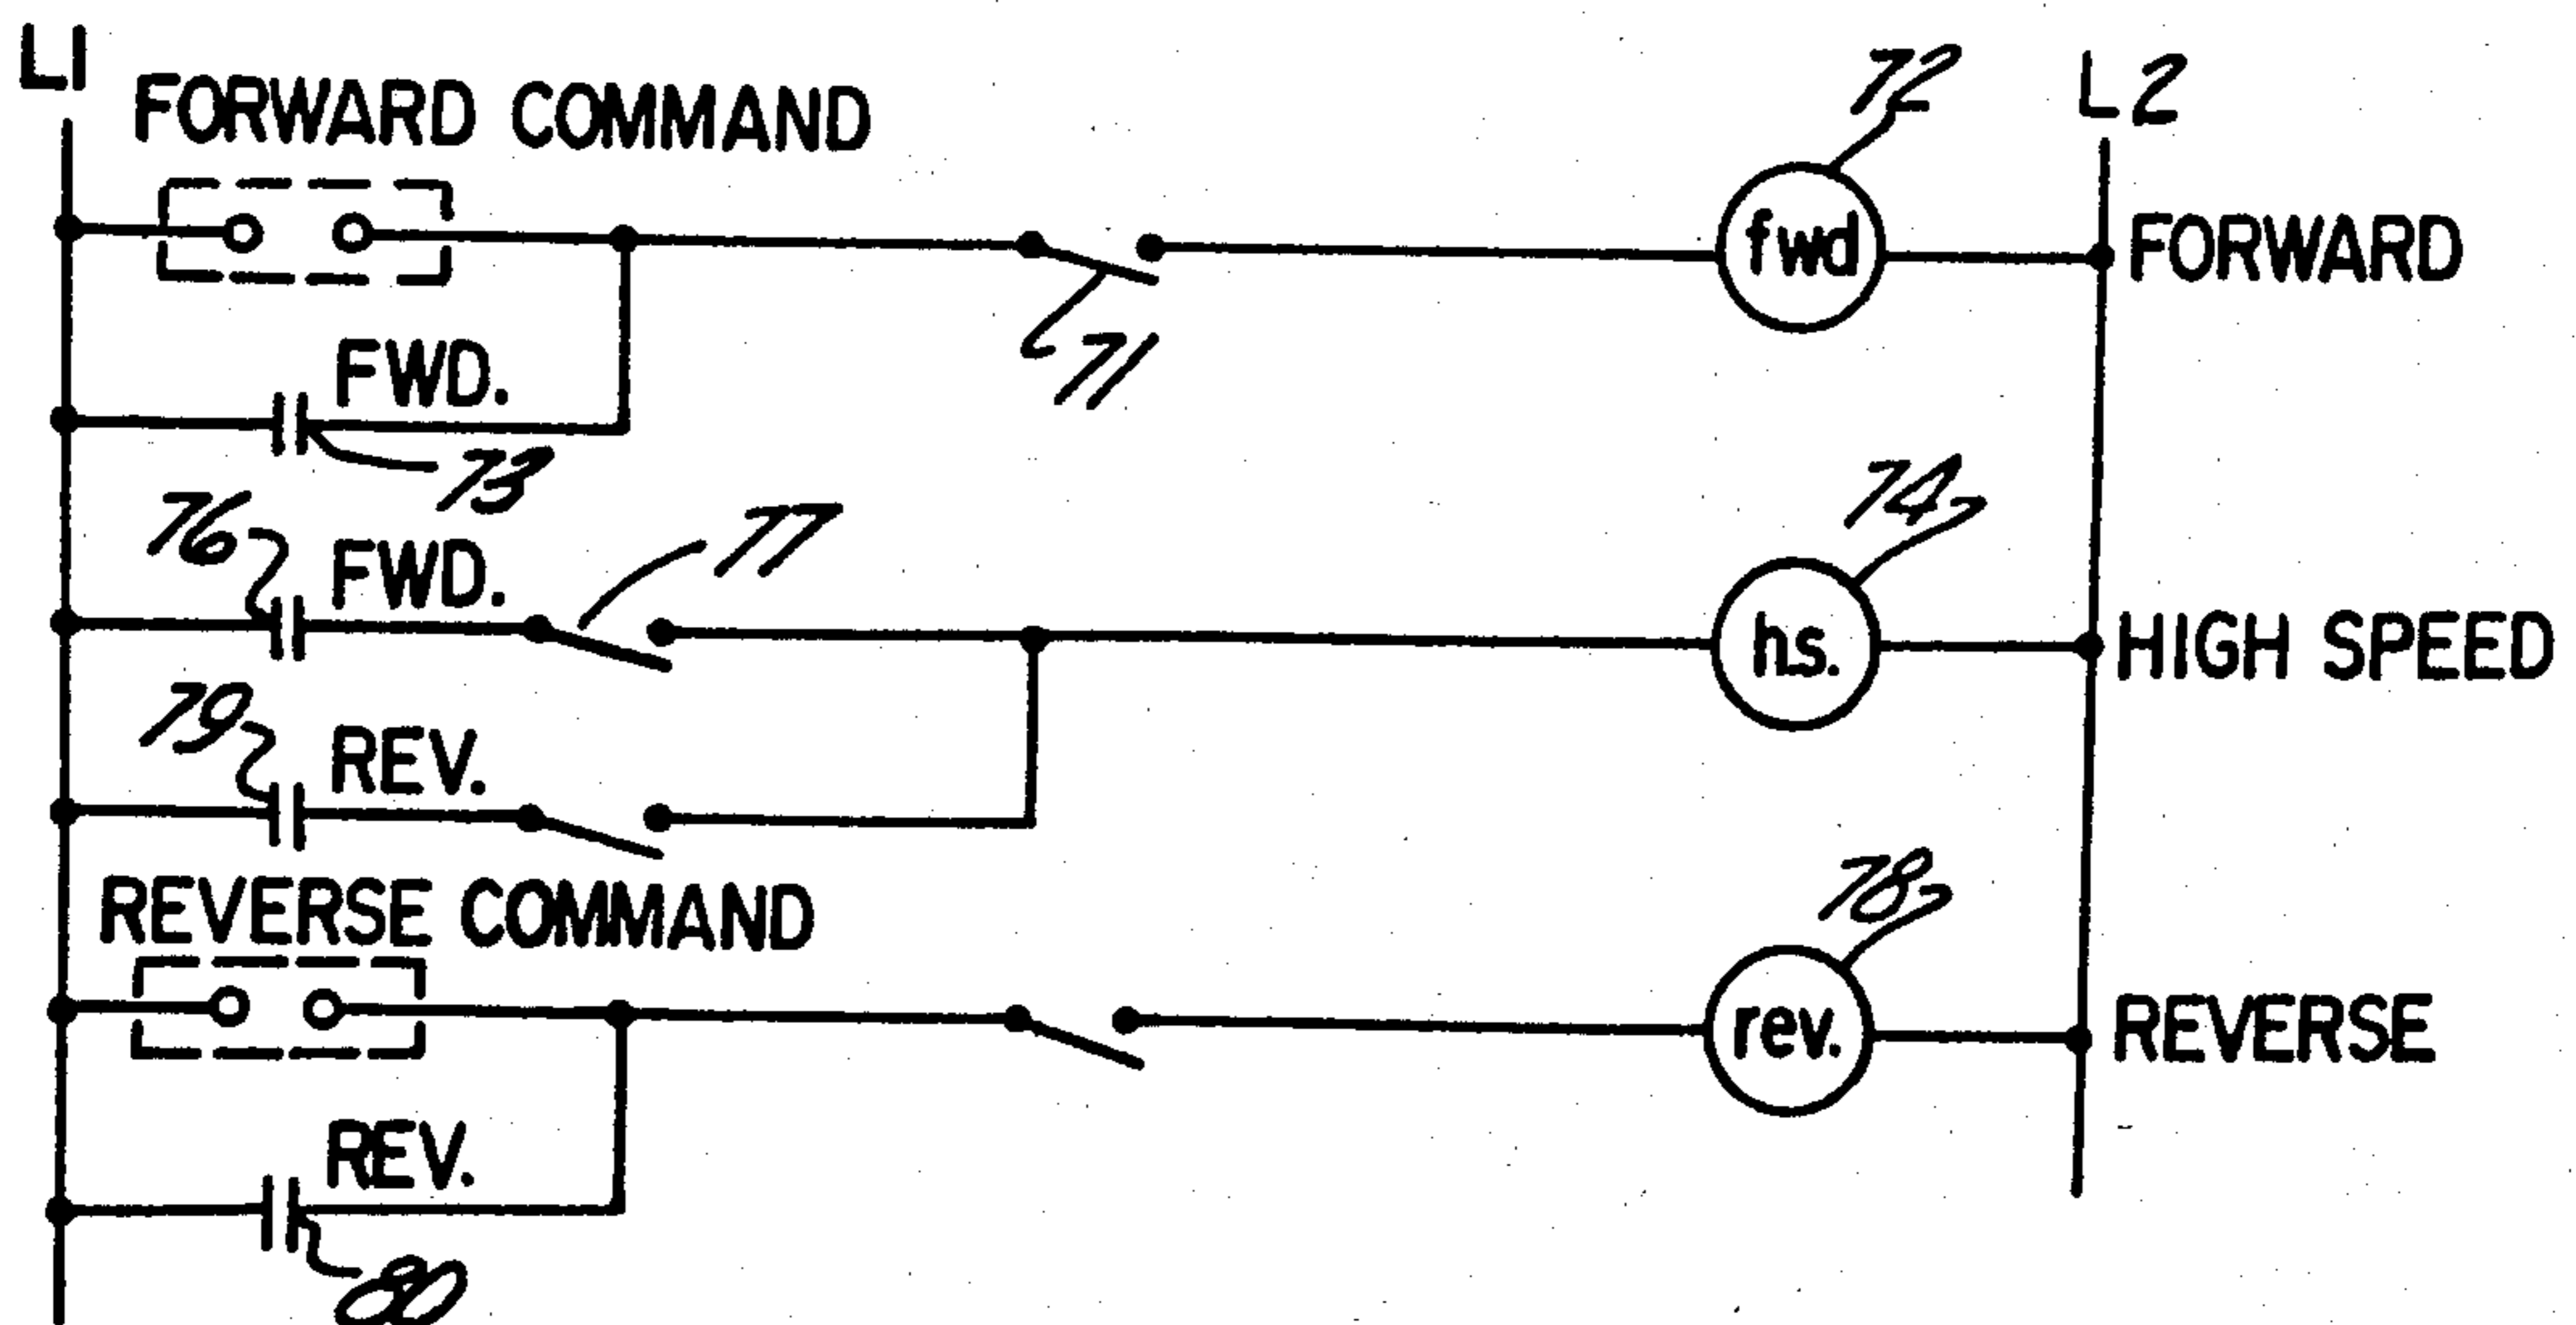 L1
L2
FORWARD COMMAND
72
fwd
FORWARD
71
FWD.
73
76
FWD.
77
74
h.s.
HIGH SPEED
79
REV.
REVERSE COMMAND
78
rev.
REVERSE
REV.
80